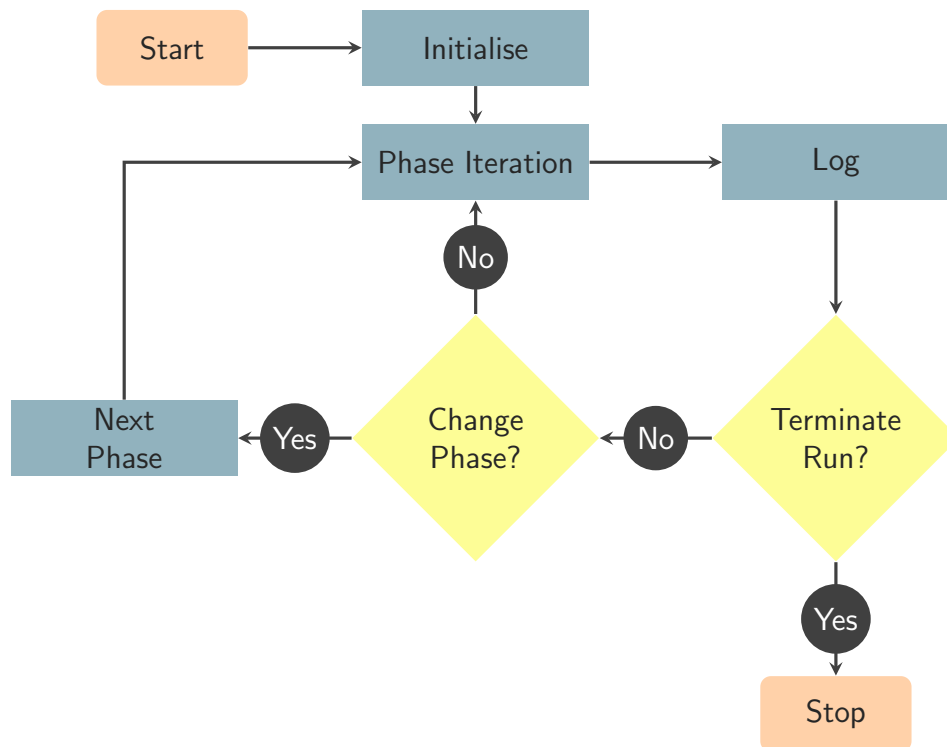 Start
Initialise
Phase Iteration
Log
No
Next
Phase
Yes
Change
Phase?
No
Terminate
Run?
Yes
Stop